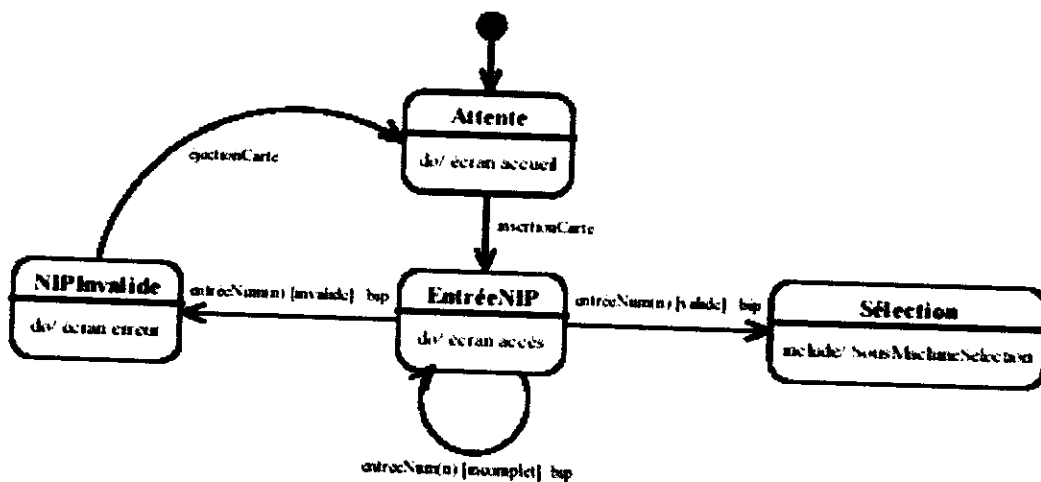 Attente
do/ écran accueil
éjectionCarte
insertionCarte
NIPInvalide
do/ écran erreur
entréeNum(n) [invalide] bip
EntréeNIP
do/ écran accès
entréeNum(n) [valide] bip
Sélection
include/ SousMachineSélection
entréeNum(n) [incomplet] bip